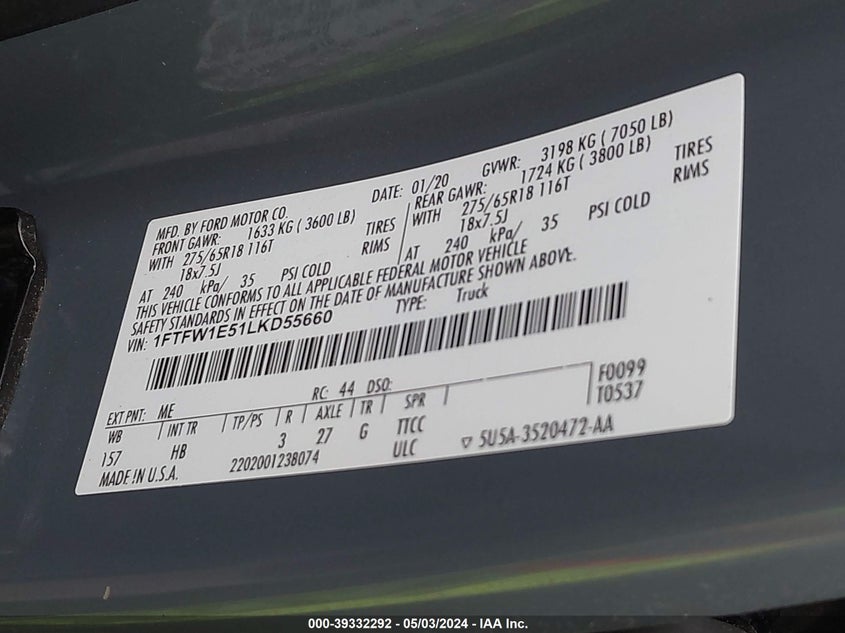 MFD. BY FORD MOTOR CO. DATE: 01/20 GVWR: 3198 KG ( 7050 LB)
FRONT GAWR: 1633 KG ( 3600 LB) REAR GAWR: 1724 KG ( 3800 LB)
WITH 275/65R18 116T TIRES WITH 275/65R18 116T TIRES
18x7.5J RIMS 18x7.5J RIMS
AT 240 kPa/ 35 PSI COLD AT 240 kPa/ 35 PSI COLD
THIS VEHICLE CONFORMS TO ALL APPLICABLE FEDERAL MOTOR VEHICLE
SAFETY STANDARDS IN EFFECT ON THE DATE OF MANUFACTURE SHOWN ABOVE.
VIN: 1FTFW1E51LKD55660 TYPE: Truck
F0099
T0537
EXT PNT: ME RC: 44 DSO:
WB INT TR TP/PS R AXLE TR SPR
157 HB 3 27 G TTCC
ULC
MADE IN U.S.A. 2202001238074 5U5A-3520472-AA
000-39332292 - 05/03/2024 - IAA Inc.